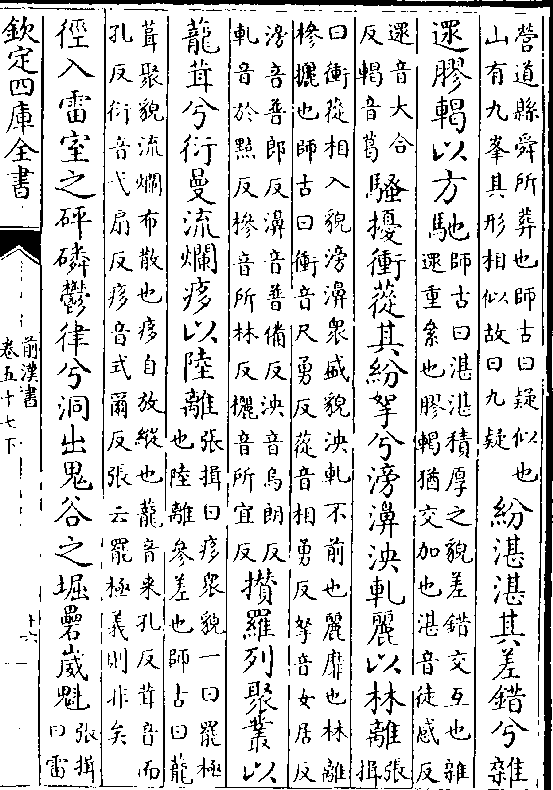 營道縣舜所葬也師古曰疑似也
山有九峯其形相似故曰九疑
紛湛湛其差錯兮雜
遝膠輵以方馳
師古曰湛湛積厚之貌差錯交互也雜
遝重絫也膠輵猶交加也湛音徒感反
遝音大合
反輵音葛
騷擾衝蓯其紛挐兮滂濞泱軋麗以林離
張揖
曰衝蓯相入貌滂濞衆盛貌泱軋不前也麗靡也林離
摻攦也師古曰衝音尺勇反蓯音相勇反挐音女居反
滂音普郎反濞音普備反泱音烏朗反
軋音於黠反摻音所林反攦音所宜反
攅羅列聚叢以
蘢茸兮衍曼流爛疼以陸離
張揖曰疼衆貌一曰罷極
也陸離參差也師古曰蘢
茸聚貌流爛布散也疼自放縱也蘢音来孔反茸音而
孔反衍音弋扇反疼音式爾反張云罷極義則非矣
徑入雷室之砰磷鬱律兮洞出鬼谷之堀礨崴魁
張揖
曰雷
欽定四庫全書
前漢書
卷五十七下
十六